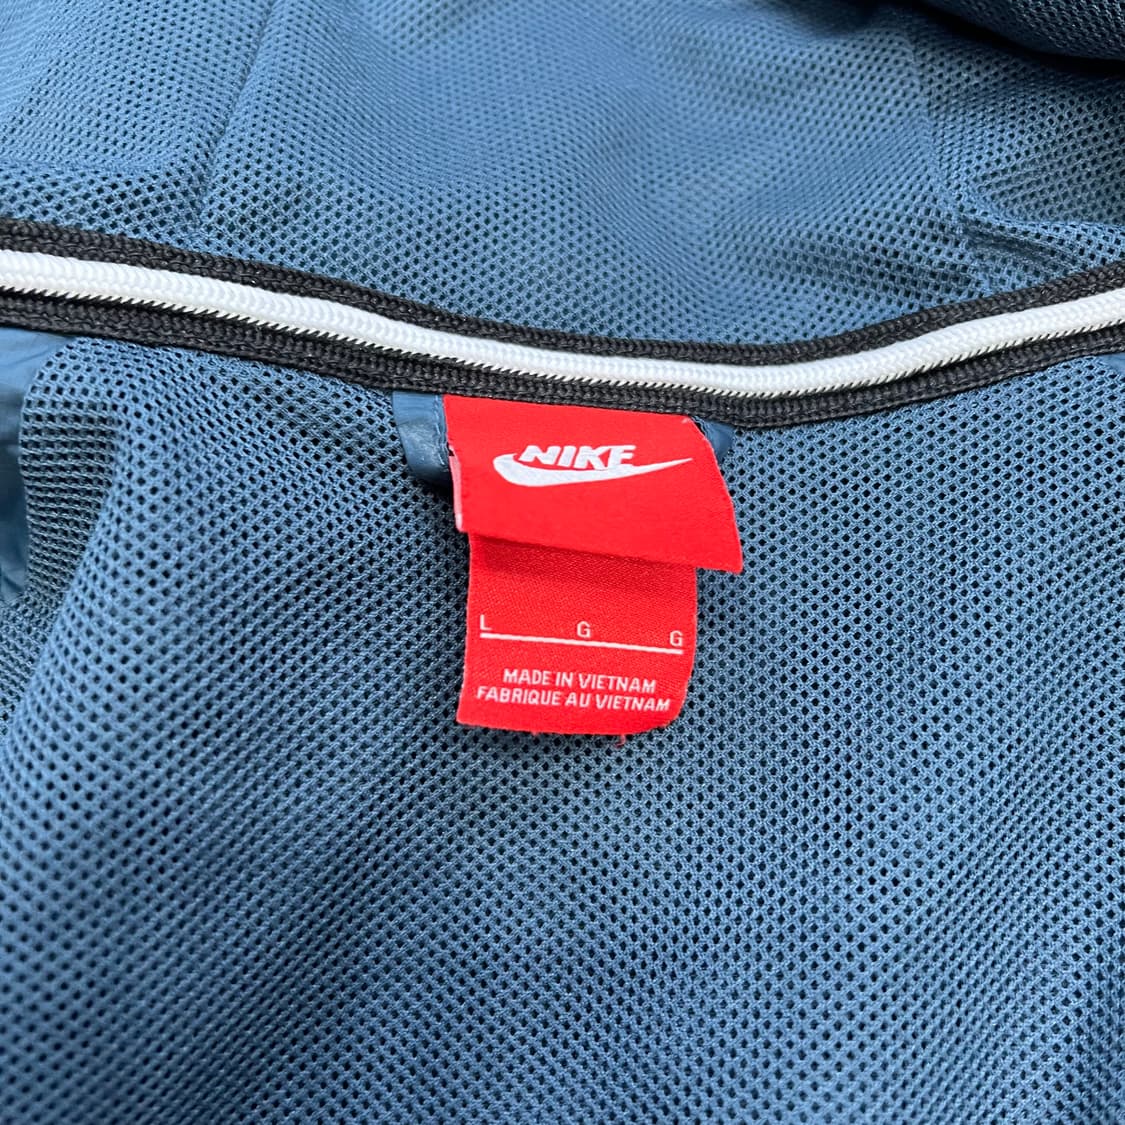 NIKE
L G G
MADE IN VIETNAM
FABRIQUE AU VIETNAM